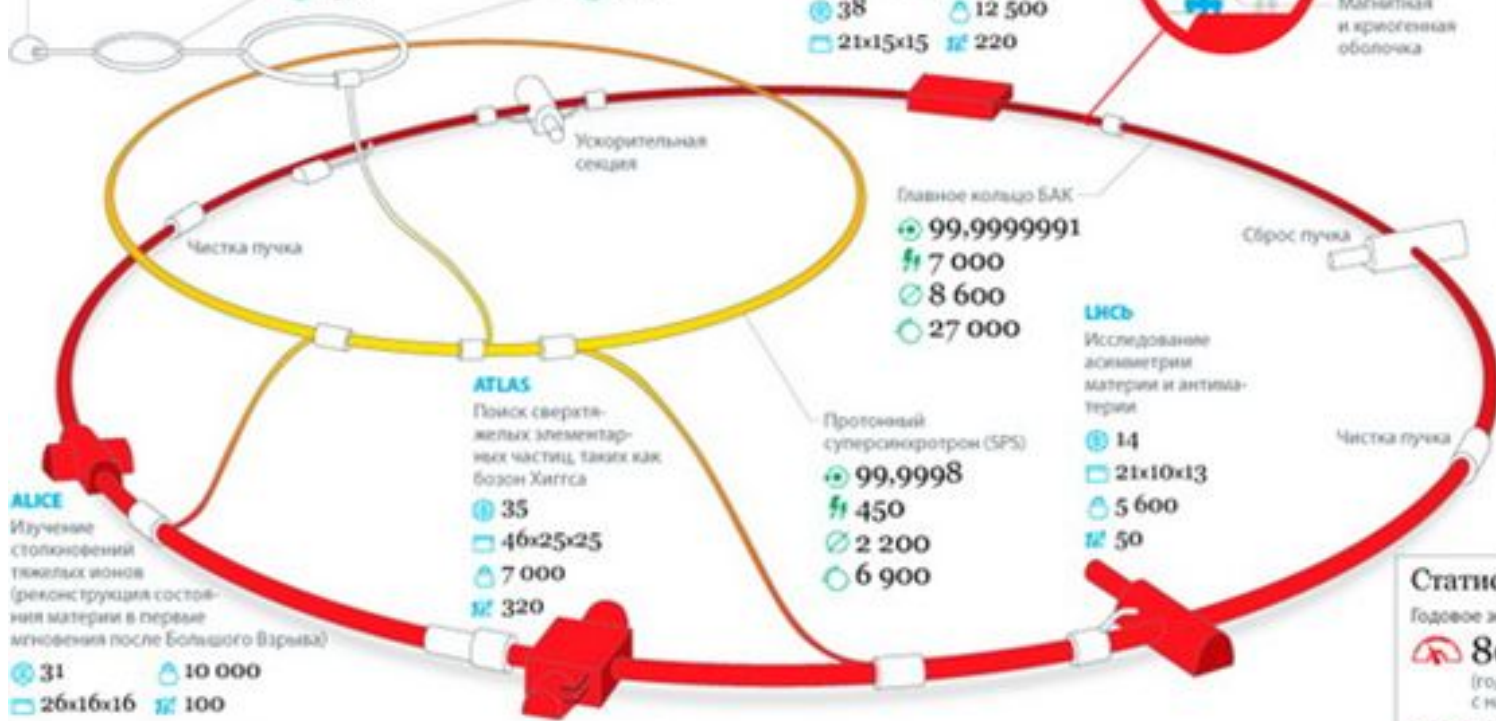 38
12 500
21x15x15
220
Магнитная
и криогенная
оболочка
Ускорительная
секция
Чистка пучка
Главное кольцо БАК
99,9999991
7 000
8 600
27 000
Сброс пучка
LHCb
Исследование
асимметрии
материи и антима-
терии
14
21x10x13
5 600
50
Чистка пучка
ATLAS
Поиск сверхтя-
желых элементар-
ных частиц, таких как
бозон Хиггса
35
46x25x25
7 000
320
Протонный
суперсинхротрон (SPS)
99,9998
450
2 200
6 900
ALICE
Изучение
столкновений
тяжелых ионов
(реконструкция состоя-
ния материи в первые
мгновения после Большого Взрыва)
31
10 000
26x16x16
100
Статис
Годовое